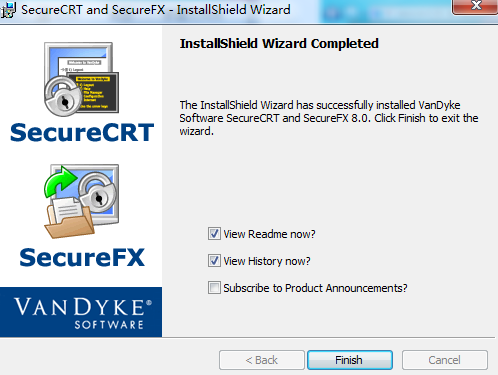 SecureCRT and SecureFX - InstallShield Wizard
InstallShield Wizard Completed
The InstallShield Wizard has successfully installed VanDyke
Software SecureCRT and SecureFX 8.0. Click Finish to exit the
wizard.
SecureCRT
SecureFX
VANDYKE®
SOFTWARE
View Readme now?
View History now?
Subscribe to Product Announcements?
< Back
Finish
Cancel